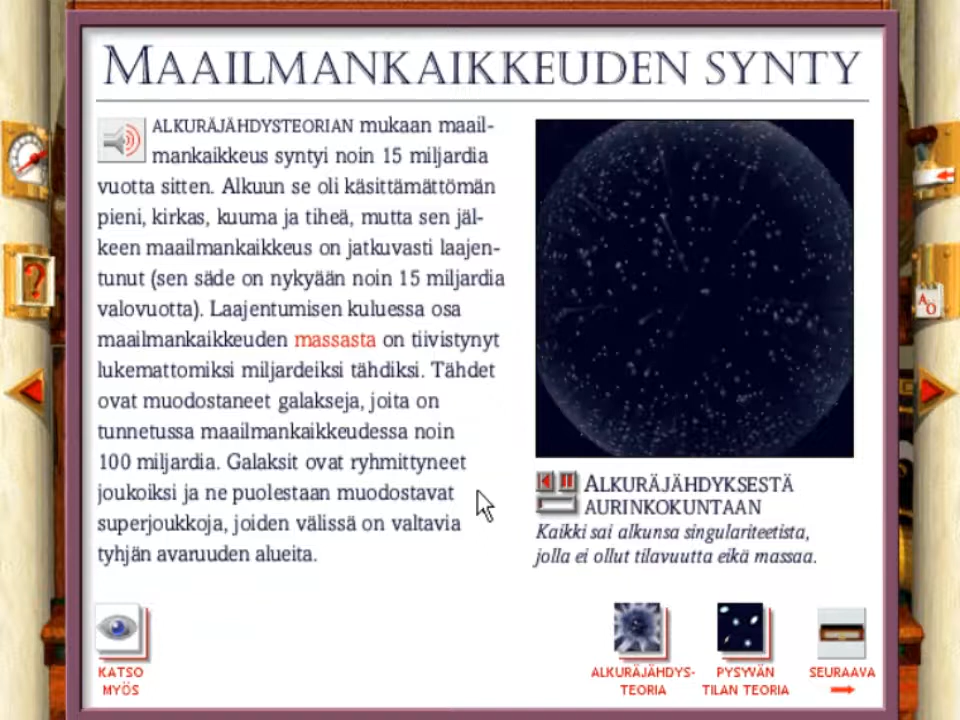 MAAILMANKAIKKEUDEN SYNTY
ALKURÄJÄHDYSTEORIAN mukaan maail-
mankaikkeus syntyi noin 15 miljardia
vuotta sitten. Alkuun se oli käsittämättömän
pieni, kirkas, kuuma ja tiheä, mutta sen jäl-
keen maailmankaikkeus on jatkuvasti laajen-
tunut (sen säde on nykyään noin 15 miljardia
valovuotta). Laajentumisen kuluessa osa
maailmankaikkeuden massasta on tiivistynyt
lukemattomiksi miljardeiksi tähdiksi. Tähdet
ovat muodostaneet galakseja, joita on
tunnetussa maailmankaikkeudessa noin
100 miljardia. Galaksit ovat ryhmittyneet
joukoiksi ja ne puolestaan muodostavat
superjoukkoja, joiden välissä on valtavia
tyhjän avaruuden alueita.
ALKURÄJÄHDYKSESTÄ
AURINKOKUNTAAN
Kaikki sai alkunsa singulariteetista,
jolla ei ollut tilavuutta eikä massaa.
KATSO
MYÖS
ALKURÄJÄHDYS-
TEORIA
PYSYVÄN
TILAN TEORIA
SEURAAVA
?
A
Ö